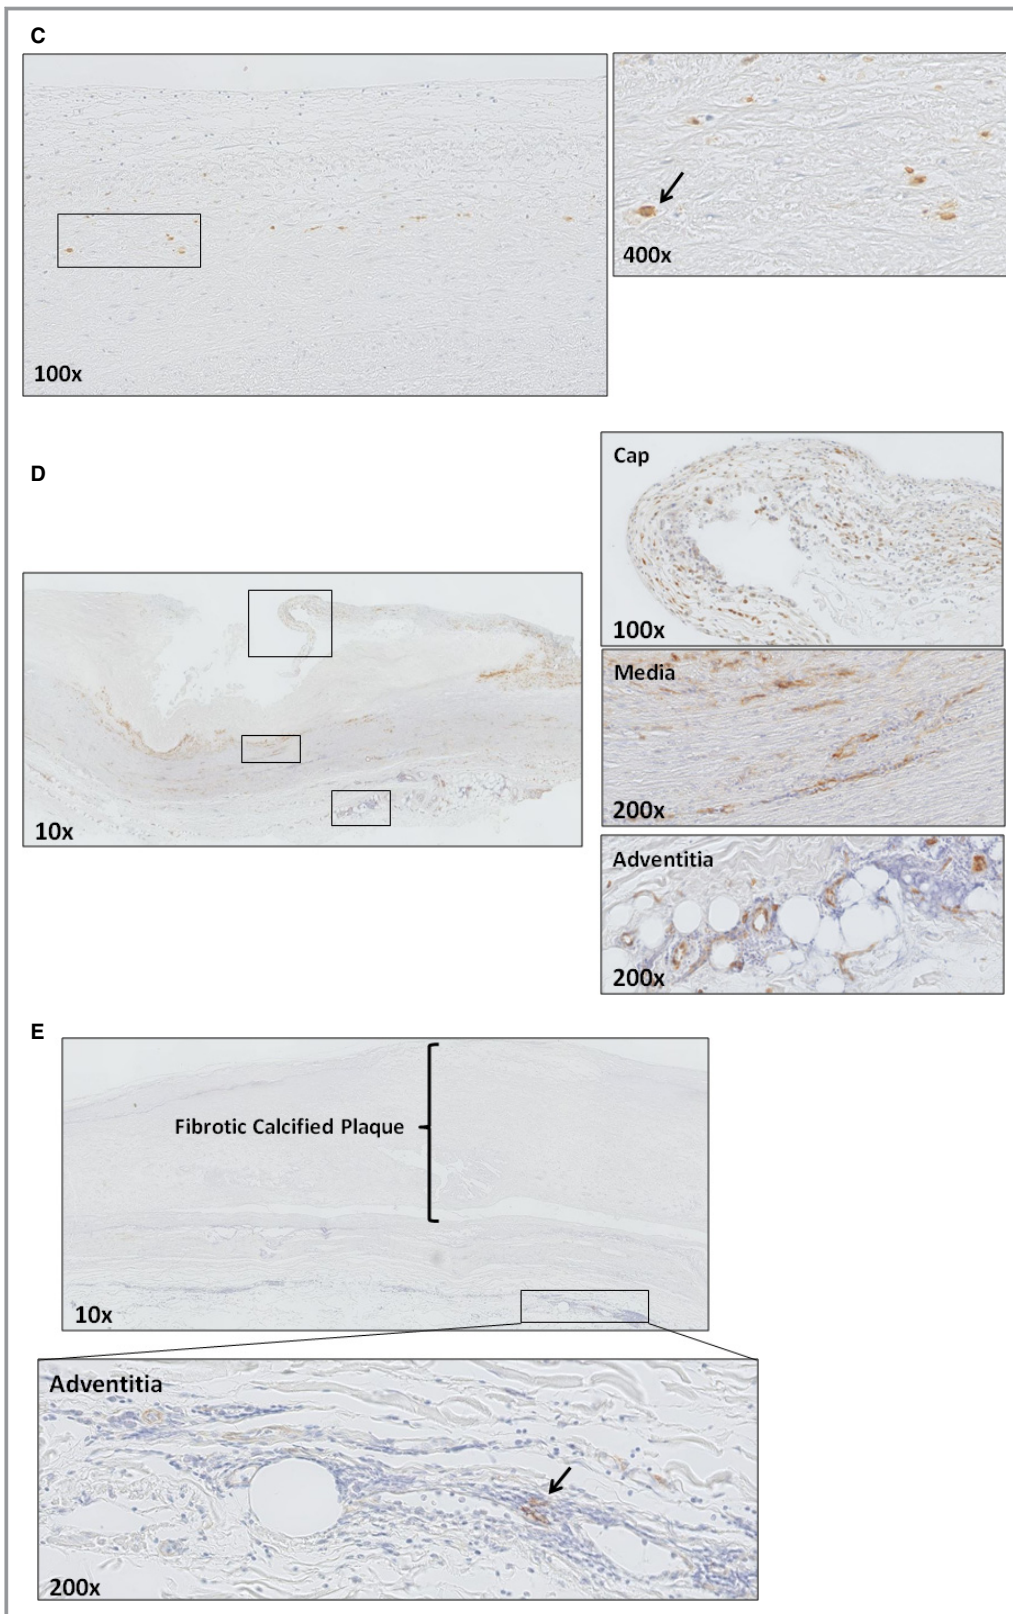 C
400x
100x
D
Cap
100x
Media
200x
10x
Adventitia
200x
E
Fibrotic Calcified Plaque
10x
Adventitia
200x